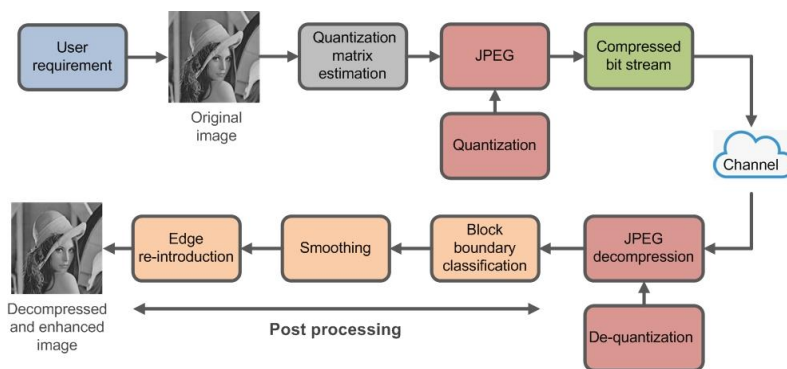 User
requirement
Original
image
Quantization
matrix
estimation
JPEG
Compressed
bit stream
Quantization
Channel
Edge
re-introduction
Smoothing
Block
boundary
classification
JPEG
decompression
Decompressed
and enhanced
image
Post processing
De-quantization